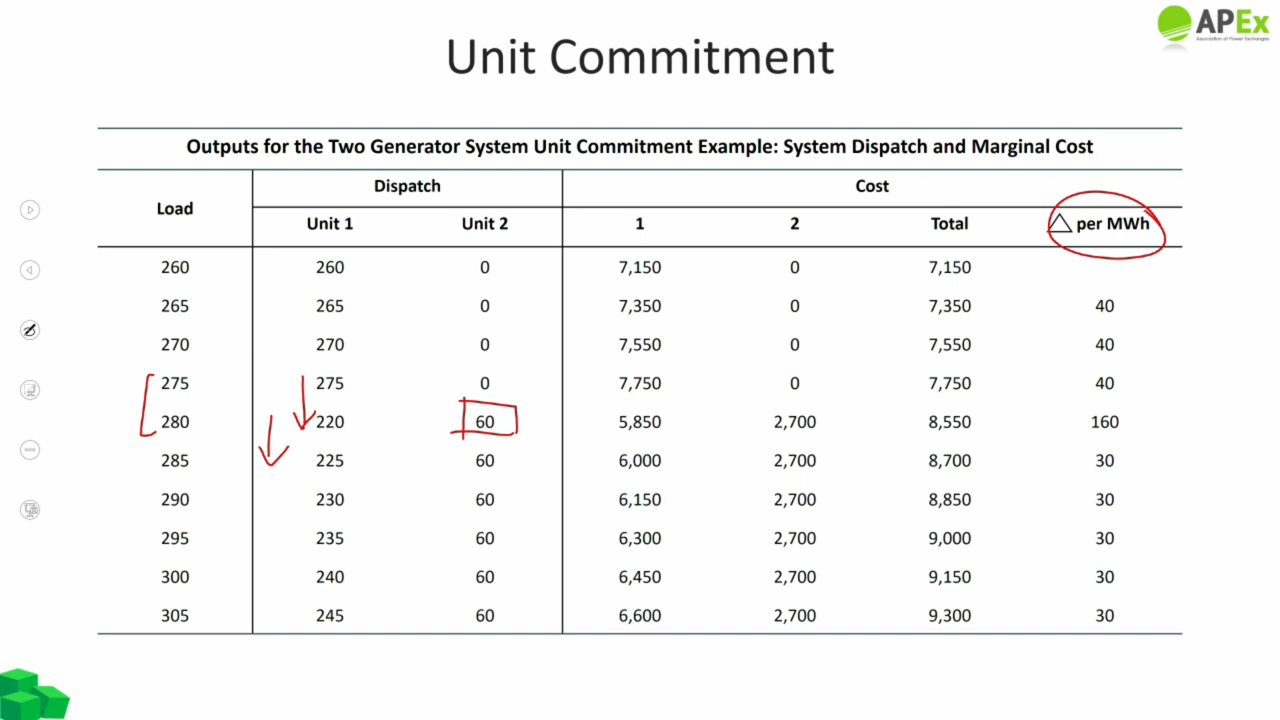 APEx
Association of Power Exchanges
Unit Commitment
Outputs for the Two Generator System Unit Commitment Example: System Dispatch and Marginal Cost
Load Dispatch Cost
Unit 1 Unit 2 1 2 Total △ per MWh
260 260 0 7,150 0 7,150
265 265 0 7,350 0 7,350 40
270 270 0 7,550 0 7,550 40
275 275 0 7,750 0 7,750 40
280 220 60 5,850 2,700 8,550 160
285 225 60 6,000 2,700 8,700 30
290 230 60 6,150 2,700 8,850 30
295 235 60 6,300 2,700 9,000 30
300 240 60 6,450 2,700 9,150 30
305 245 60 6,600 2,700 9,300 30